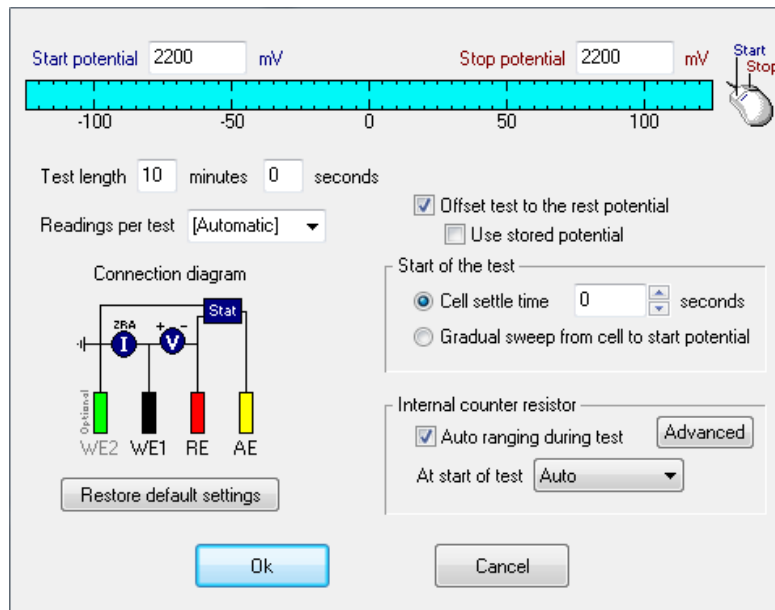 Start potential 2200 mV Stop potential 2200 mV Start
Stop
-100 -50 0 50 100
Test length 10 minutes 0 seconds
Offset test to the rest potential
Readings per test [Automatic]
Use stored potential
Connection diagram
Start of the test
Cell settle time 0 seconds
Gradual sweep from cell to start potential
Stat
ZRA + -
I V
Optional
WE2 WE1 RE AE
Internal counter resistor
Auto ranging during test Advanced
At start of test Auto
Restore default settings
Ok Cancel